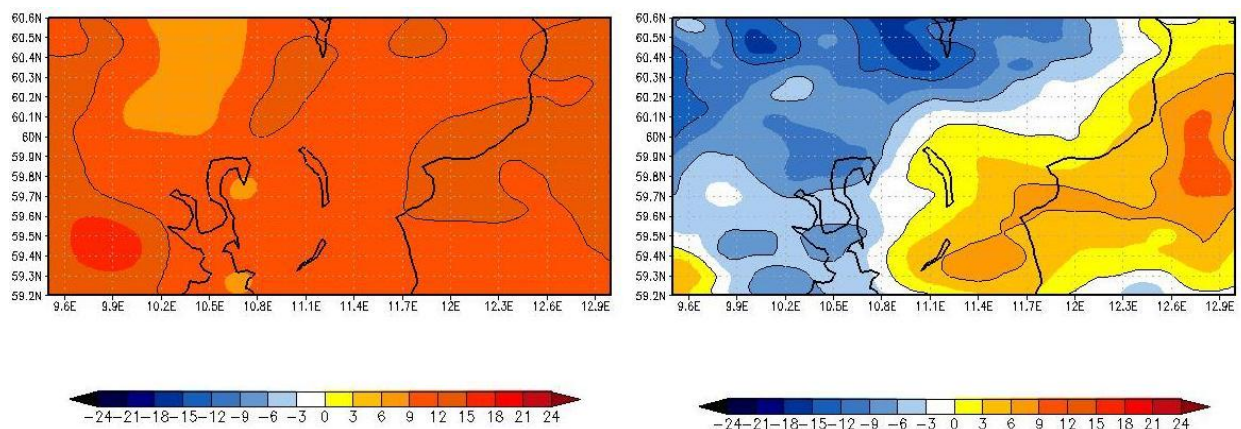 60.6N
60.5N
60.4N
60.3N
60.2N
60.1N
60N
59.9N
59.8N
59.7N
59.6N
59.5N
59.4N
59.3N
59.2N
9.6E 9.9E 10.2E 10.5E 10.8E 11.1E 11.4E 11.7E 12E 12.3E 12.6E 12.9E
-24-21-18-15-12-9 -6 -3 0 3 6 9 12 15 18 21 24
60.6N
60.5N
60.4N
60.3N
60.2N
60.1N
60N
59.9N
59.8N
59.7N
59.6N
59.5N
59.4N
59.3N
59.2N
9.6E 9.9E 10.2E 10.5E 10.8E 11.1E 11.4E 11.7E 12E 12.3E 12.6E 12.9E
-24-21-18-15-12-9 -6 -3 0 3 6 9 12 15 18 21 24